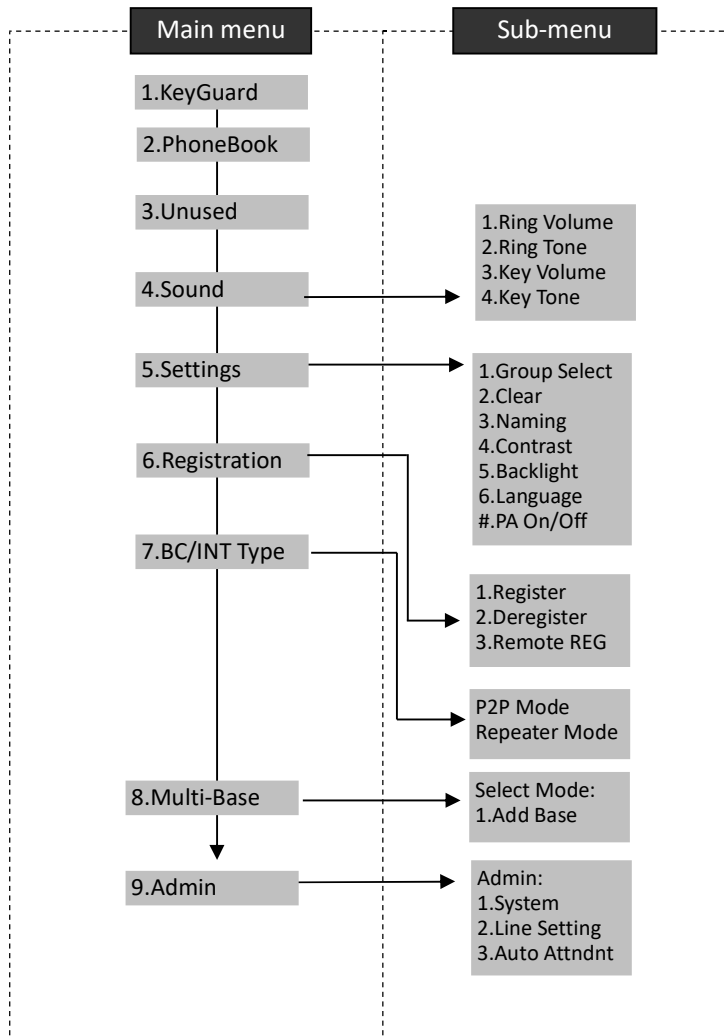 Main menu
Sub-menu
1.KeyGuard
2.PhoneBook
3.Unused
4.Sound
1.Ring Volume
2.Ring Tone
3.Key Volume
4.Key Tone
5.Settings
1.Group Select
2.Clear
3.Naming
4.Contrast
5.Backlight
6.Language
#.PA On/Off
6.Registration
1.Register
2.Deregister
3.Remote REG
7.BC/INT Type
P2P Mode
Repeater Mode
8.Multi-Base
Select Mode:
1.Add Base
9.Admin
Admin:
1.System
2.Line Setting
3.Auto Attndnt